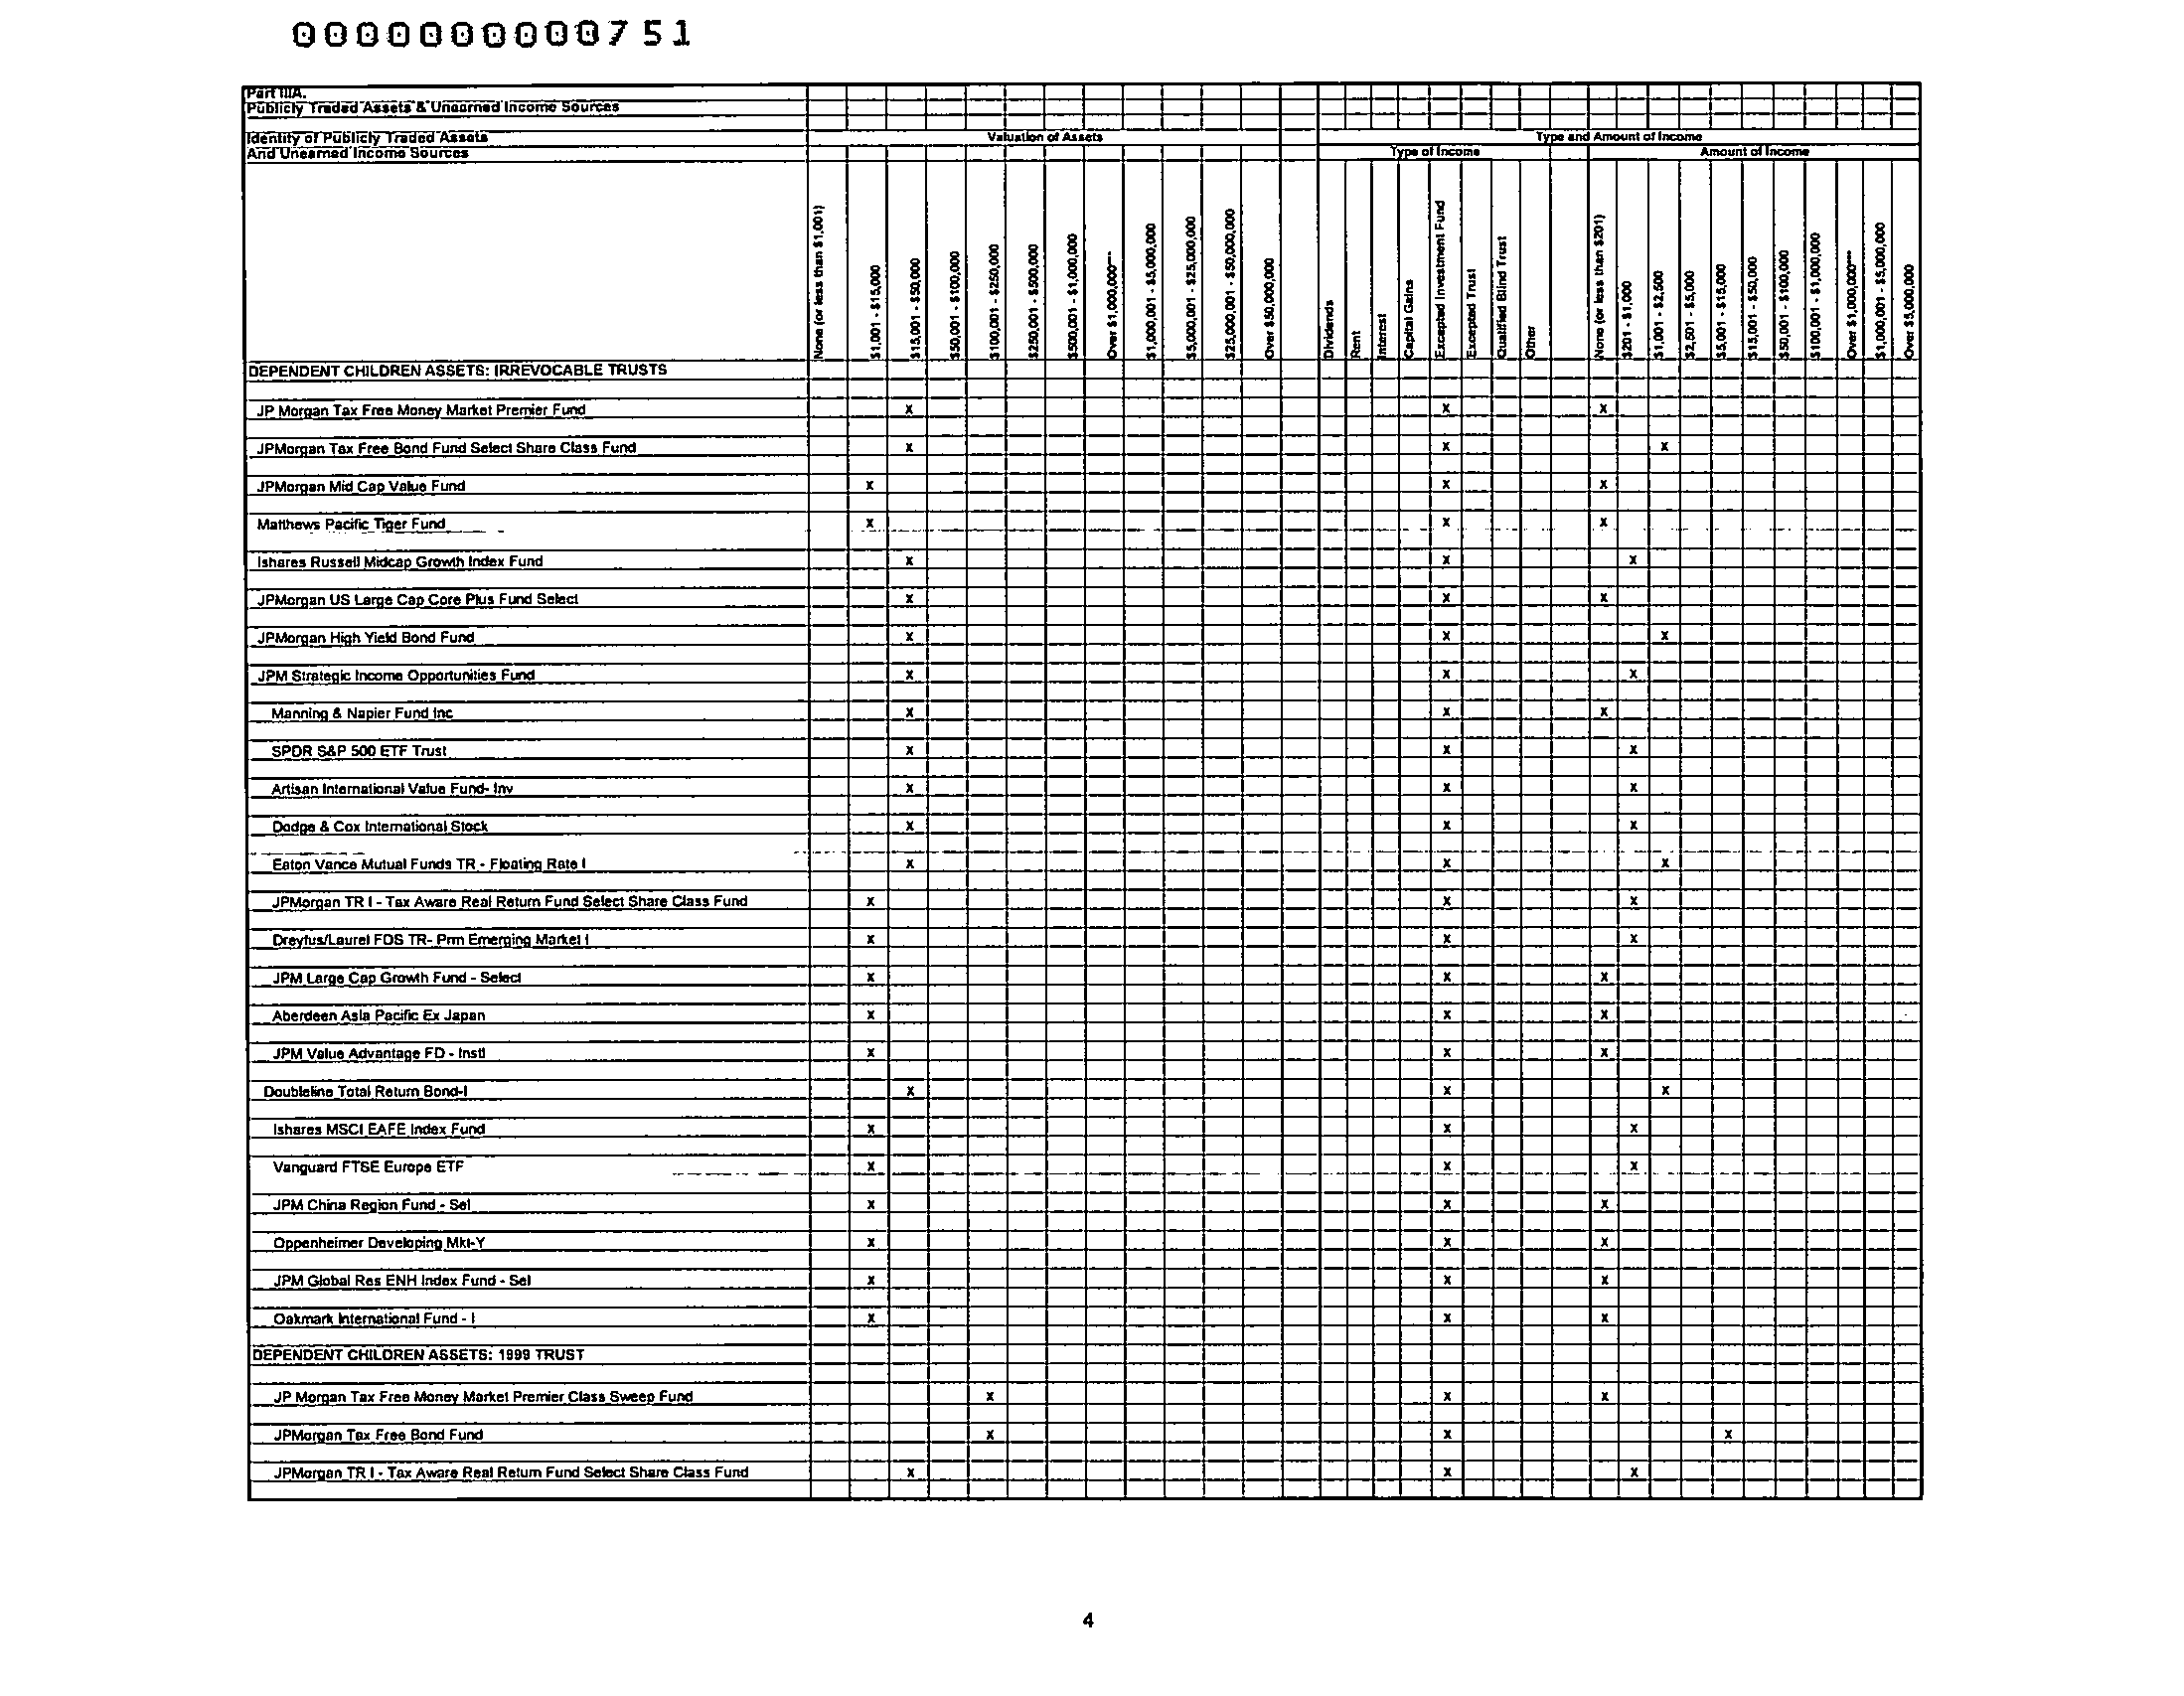 000000000751
Part IIIA.
Publicly Traded Assets & Unearned Income Sources
Identity of Publicly Traded Assets
Valuation of Assets
Type and Amount of Income
And Unearned Income Sources
Type of Income
Amount of Income
None (or less than $1,001)
$1,001 - $15,000
$15,001 - $50,000
$50,001 - $100,000
$100,001 - $250,000
$250,001 - $500,000
$500,001 - $1,000,000
Over $1,000,000***
$1,000,001 - $5,000,000
$5,000,001 - $25,000,000
$25,000,001 - $50,000,000
Over $50,000,000
Dividends
Rent
Interest
Capital Gains
Excepted Investment Fund
Excepted Trust
Qualified Blind Trust
Other
None (or less than $201)
$201 - $1,000
$1,001 - $2,500
$2,501 - $5,000
$5,001 - $15,000
$15,001 - $50,000
$50,001 - $100,000
$100,001 - $1,000,000
Over $1,000,000***
$1,000,001 - $5,000,000
Over $5,000,000
DEPENDENT CHILDREN ASSETS: IRREVOCABLE TRUSTS
JP Morgan Tax Free Money Market Premier Fund X X X
JPMorgan Tax Free Bond Fund Select Share Class Fund X X X
JPMorgan Mid Cap Value Fund X X X
Matthews Pacific Tiger Fund X X X
Ishares Russell Midcap Growth Index Fund X X X
JPMorgan US Large Cap Core Plus Fund Select X X X
JPMorgan High Yield Bond Fund X X X
JPM Strategic Income Opportunities Fund X X X
Manning & Napier Fund Inc X X X
SPDR S&P 500 ETF Trust X X X
Artisan International Value Fund- Inv X X X
Dodge & Cox International Stock X X X
Eaton Vance Mutual Funds TR - Floating Rate I X X X
JPMorgan TR I - Tax Aware Real Return Fund Select Share Class Fund X X X
Dreyfus/Laurel FDS TR- Prm Emerging Market I X X X
JPM Large Cap Growth Fund - Select X X X
Aberdeen Asia Pacific Ex Japan X X X
JPM Value Advantage FD - Instl X X X
Doubleline Total Return Bond-I X X X
Ishares MSCI EAFE Index Fund X X X
Vanguard FTSE Europe ETF X X X
JPM China Region Fund - Sel X X X
Oppenheimer Developing Mkt-Y X X X
JPM Global Res ENH Index Fund - Sel X X X
Oakmark International Fund - I X X X
DEPENDENT CHILDREN ASSETS: 1999 TRUST
JP Morgan Tax Free Money Market Premier Class Sweep Fund X X X
JPMorgan Tax Free Bond Fund X X X
JPMorgan TR I - Tax Aware Real Return Fund Select Share Class Fund X X X
4